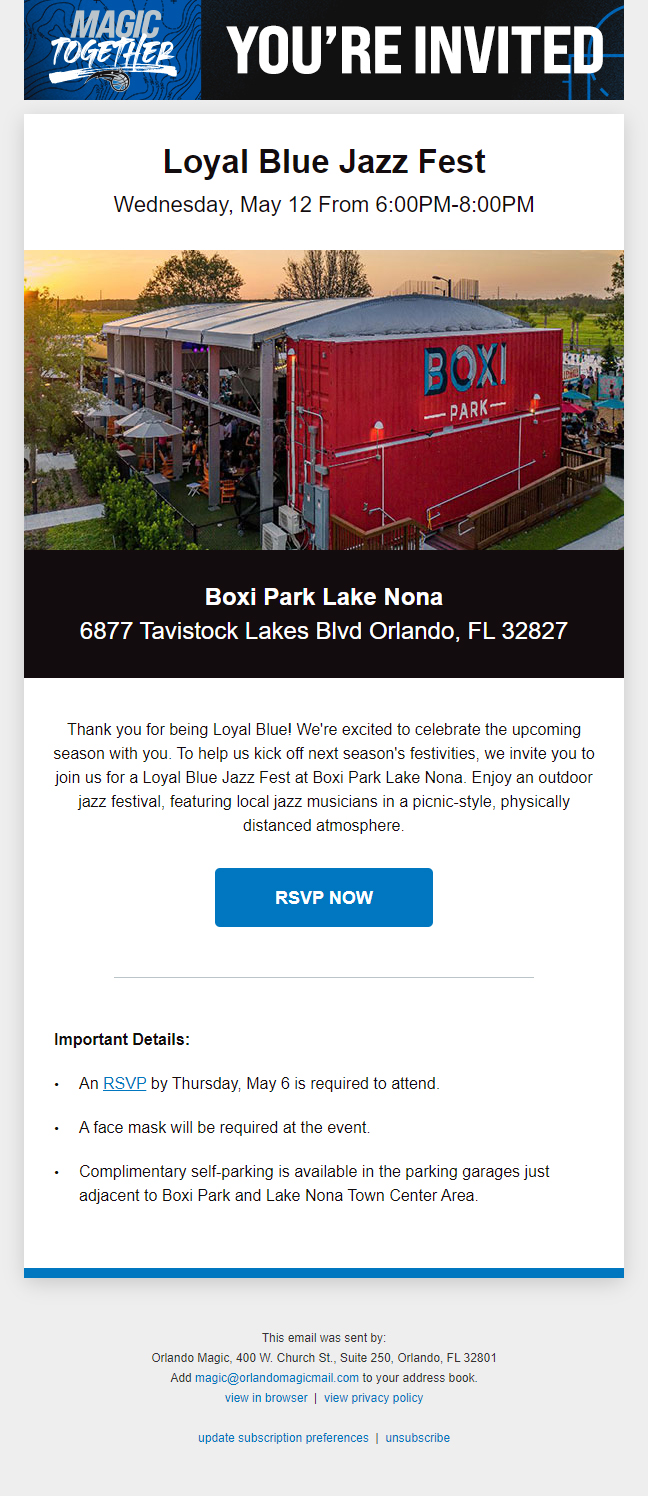 MAGIC
TOGETHER
YOU'RE INVITED
Loyal Blue Jazz Fest
Wednesday, May 12 From 6:00PM-8:00PM
BOXI
PARK
Boxi Park Lake Nona
6877 Tavistock Lakes Blvd Orlando, FL 32827
Thank you for being Loyal Blue! We're excited to celebrate the upcoming
season with you. To help us kick off next season's festivities, we invite you to
join us for a Loyal Blue Jazz Fest at Boxi Park Lake Nona. Enjoy an outdoor
jazz festival, featuring local jazz musicians in a picnic-style, physically
distanced atmosphere.
RSVP NOW
Important Details:
• An RSVP by Thursday, May 6 is required to attend.
• A face mask will be required at the event.
• Complimentary self-parking is available in the parking garages just
adjacent to Boxi Park and Lake Nona Town Center Area.
This email was sent by:
Orlando Magic, 400 W. Church St., Suite 250, Orlando, FL 32801
Add magic@orlandomagicmail.com to your address book.
view in browser | view privacy policy
update subscription preferences | unsubscribe